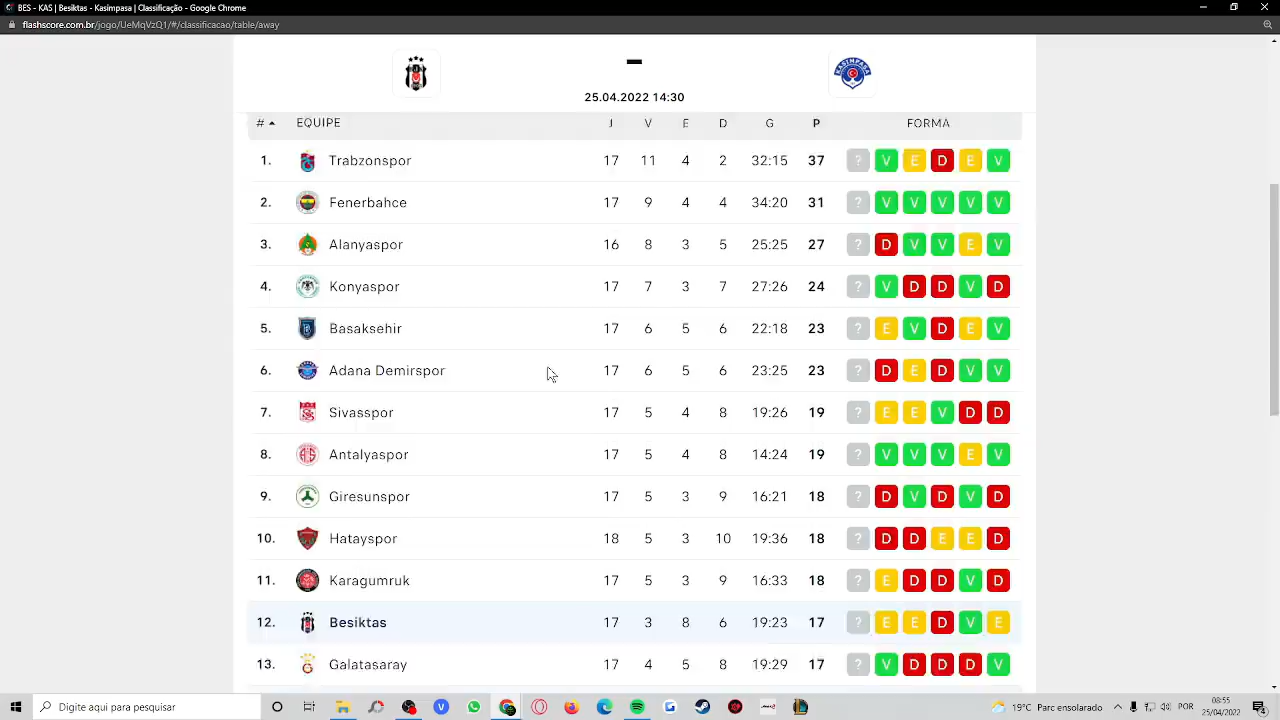 BES - KAS | Besiktas - Kasimpasa | Classificação - Google Chrome
flashscore.com.br/jogo/UeMqVzQ1/#/classificacao/table/away
KASIMPAŞA
-
25.04.2022 14:30
# EQUIPE J V E D G P FORMA
1. Trabzonspor 17 11 4 2 32:15 37 ? V E D E V
2. Fenerbahce 17 9 4 4 34:20 31 ? V V V V V
3. Alanyaspor 16 8 3 5 25:25 27 ? D V V E V
4. Konyaspor 17 7 3 7 27:26 24 ? V D D V D
5. Basaksehir 17 6 5 6 22:18 23 ? E V D E V
6. Adana Demirspor 17 6 5 6 23:25 23 ? D E D V V
7. Sivasspor 17 5 4 8 19:26 19 ? E E V D D
8. Antalyaspor 17 5 4 8 14:24 19 ? V V V E V
9. Giresunspor 17 5 3 9 16:21 18 ? D V D V D
10. Hatayspor 18 5 3 10 19:36 18 ? D D E E D
11. Karagumruk 17 5 3 9 16:33 18 ? E D D V D
12. Besiktas 17 3 8 6 19:23 17 ? E E D V E
13. Galatasaray 17 4 5 8 19:29 17 ? V D D D V
Digite aqui para pesquisar
19°C Parc ensolarado
POR
08:55
25/04/2022